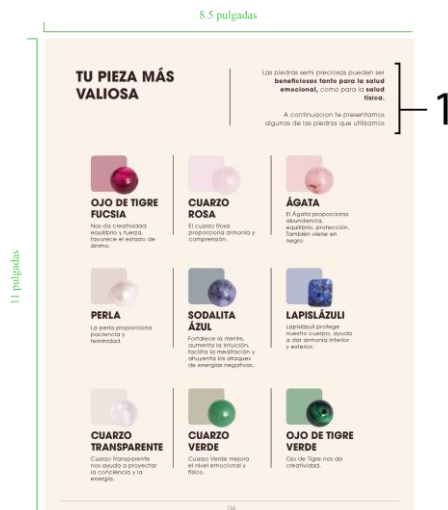 8.5 pulgadas
11 pulgadas
TU PIEZA MÁS
VALIOSA
Las piedras semi preciosas pueden ser
beneficiosas tanto para la salud
emocional, como para la salud
física.
A continuacion te presentamos
algunas de las piedras que utilizamos
1
OJO DE TIGRE
FUCSIA
Nos da creatividad,
equilibrio y fuerza,
favorece el estado de
ánimo.
CUARZO
ROSA
El cuarzo Rosa
proporciona armonía y
comprensión.
ÁGATA
El Ágata proporciona
abundancia,
equilibrio, protección.
También viene en
negro.
PERLA
La perla proporciona
paciencia y
feminidad.
SODALITA
ÁZUL
Fortalece la mente,
aumenta la intuición,
facilita la meditación y
ahuyenta los ataques
de energías negativas.
LAPISLÁZULI
Lapislázuli protege
nuestro cuerpo, ayuda
a dar armonía interior
y exterior.
CUARZO
TRANSPARENTE
Cuarzo transparente
nos ayuda a proyectar
la conciencia y la
energía.
CUARZO
VERDE
Cuarzo Verde mejora
el nivel emocional y
físico.
OJO DE TIGRE
VERDE
Ojo de Tigre nos da
creatividad.
04